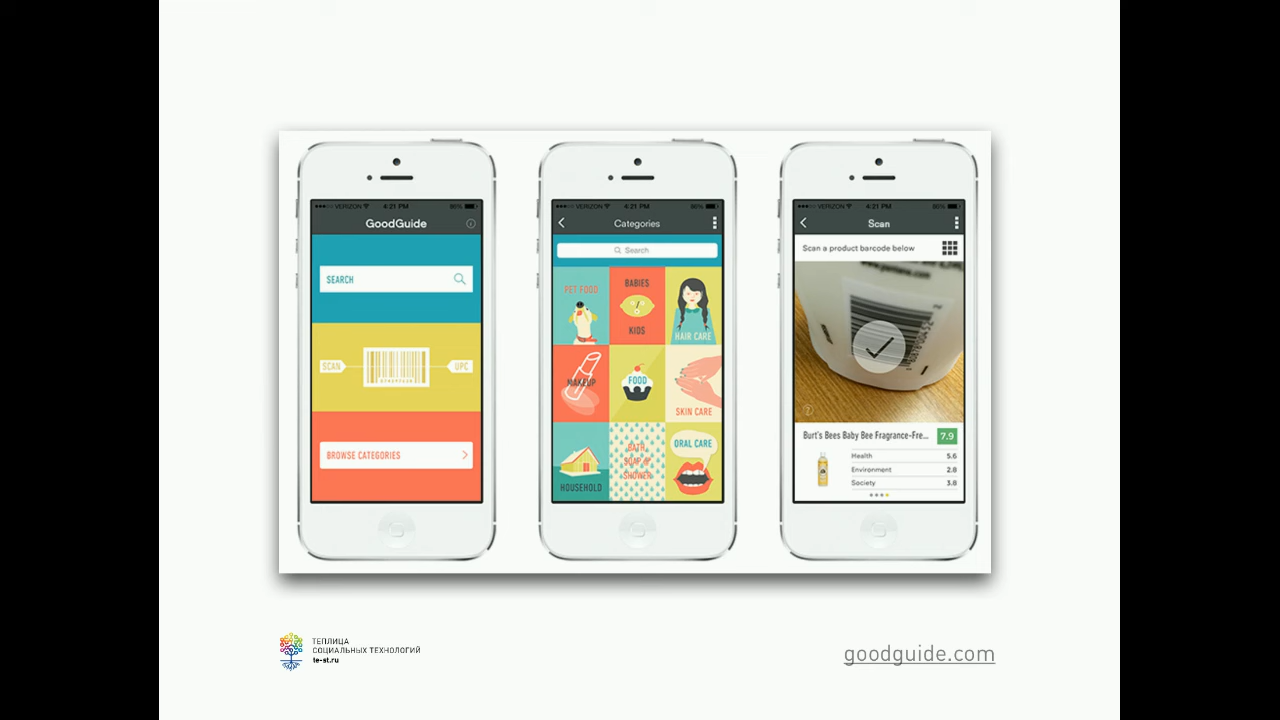 VERIZON 4:21 PM 86%
GoodGuide
SEARCH
SCAN
UPC
BROWSE CATEGORIES
VERIZON 4:21 PM 86%
Categories
Search
PET FOOD
BABIES
KIDS
HAIR CARE
MAKEUP
FOOD
SKIN CARE
HOUSEHOLD
BATH
SOAP &
SHOWER
ORAL CARE
VERIZON 4:21 PM 86%
Scan
Scan a product barcode below
Burt's Bees Baby Bee Fragrance-Fre... 7.9
Health 5.6
Environment 2.8
Society 3.8
ТЕПЛИЦА
СОЦИАЛЬНЫХ ТЕХНОЛОГИЙ
te-st.ru
goodguide.com